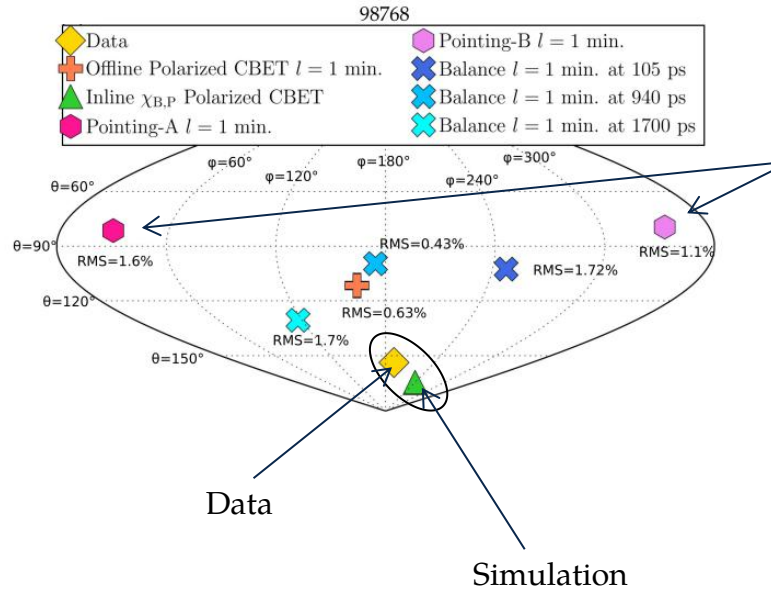 98768
Data
Offline Polarized CBET l = 1 min.
Inline χB,P Polarized CBET
Pointing-A l = 1 min.
Pointing-B l = 1 min.
Balance l = 1 min. at 105 ps
Balance l = 1 min. at 940 ps
Balance l = 1 min. at 1700 ps
φ=60°
φ=120°
φ=180°
φ=240°
φ=300°
θ=60°
θ=90°
RMS=1.6%
RMS=0.43%
RMS=1.1%
RMS=1.72%
θ=120°
RMS=0.63%
RMS=1.7%
θ=150°
Data
Simulation